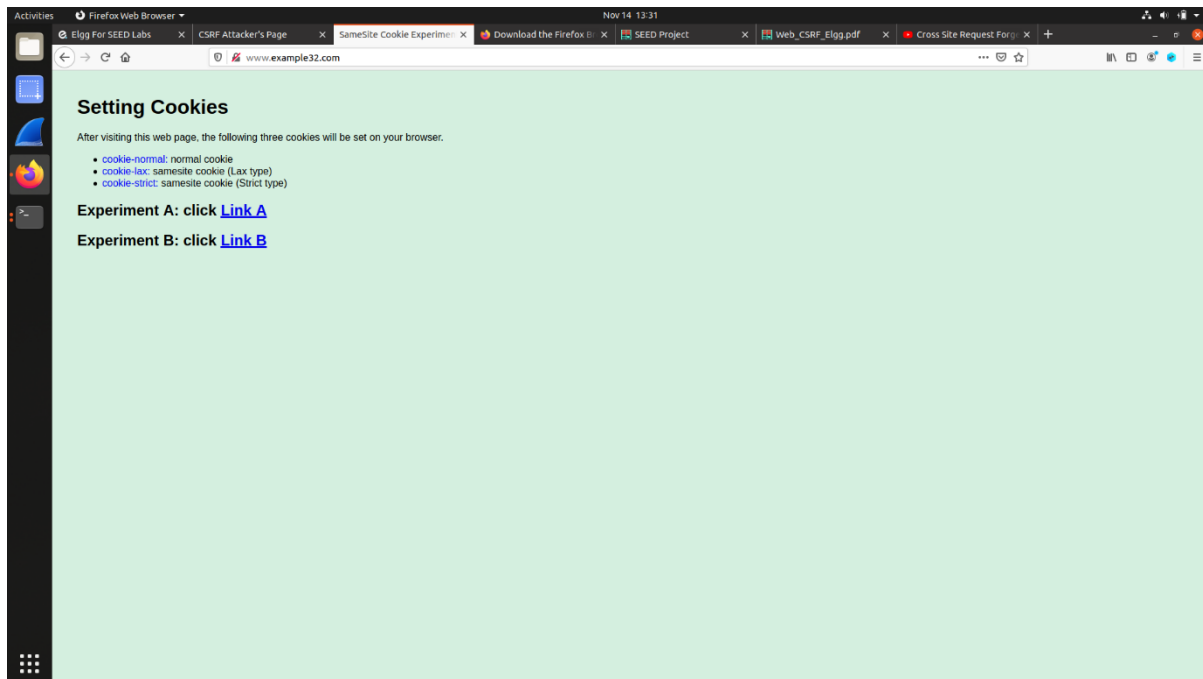 Activities Firefox Web Browser Nov 14 13:31
Elgg For SEED Labs CSRF Attacker's Page SameSite Cookie Experimen Download the Firefox Br SEED Project Web_CSRF_Elgg.pdf Cross Site Request Forge
www.example32.com
Setting Cookies
After visiting this web page, the following three cookies will be set on your browser.
cookie-normal: normal cookie
cookie-lax: samesite cookie (Lax type)
cookie-strict: samesite cookie (Strict type)
Experiment A: click Link A
Experiment B: click Link B